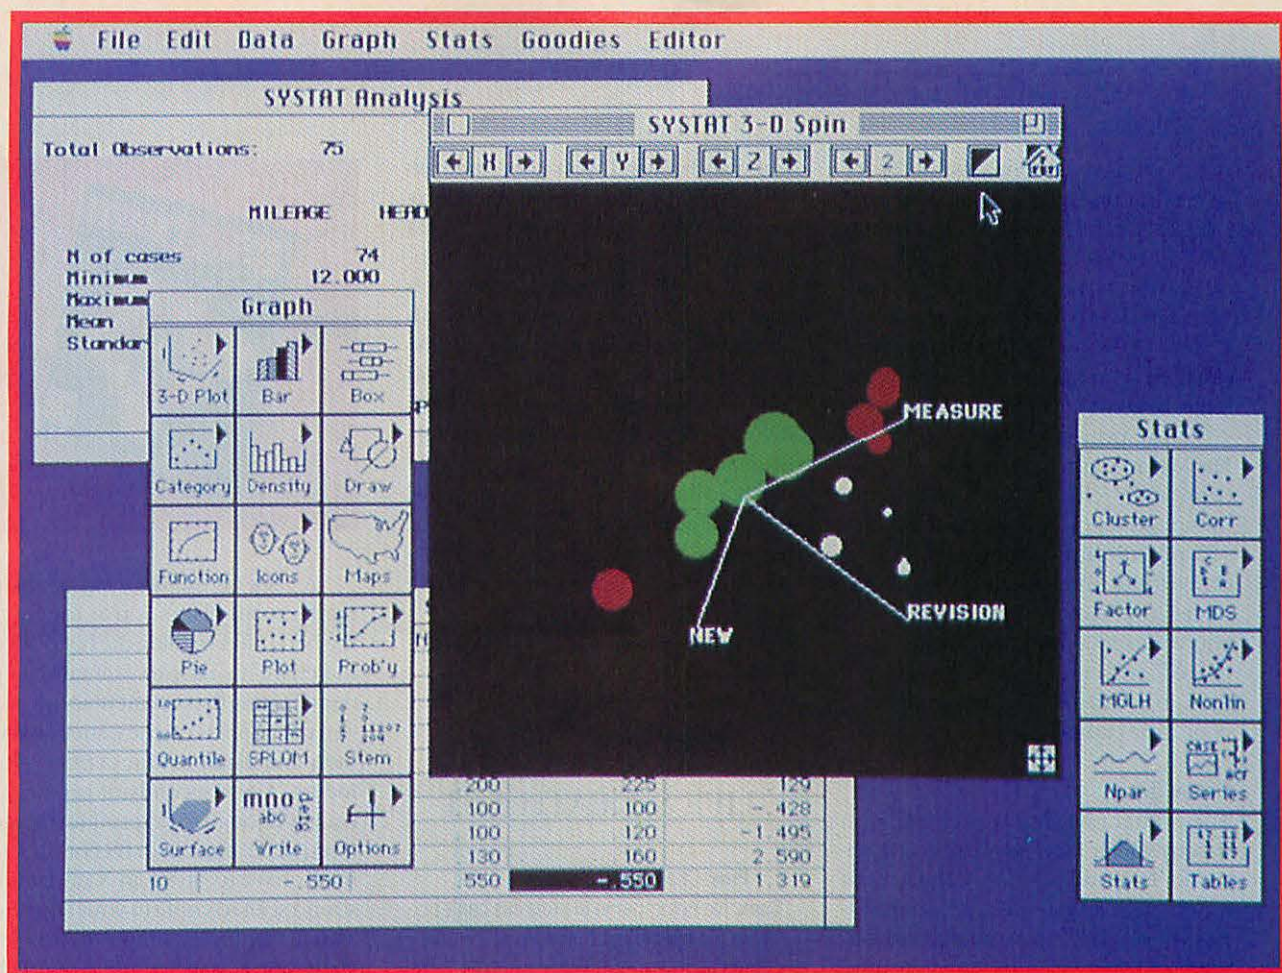 File Edit Data Graph Stats Goodies Editor
SYSTAT Analysis
Total Observations: 75
MILEAGE
N of cases 74
Minimum 12.000
Mean
SYSTAT 3-D Spin
X Y Z 2
MEASURE
REVISION
NEW
Graph
3-D Plot Bar Box
Category Density Draw
Function Icons Maps
Pie Plot Prob'y
Quantile SPLOM Stem
mno
abc
Surface Write Options
Stats
Cluster Corr
Factor MDS
MGLH Nonlin
CASE
ACF
Npar Series
Stats Tables
200 225 129
100 100 -.428
100 120 -1.495
130 160 2.590
10 -.550 .550 -.550 1.319